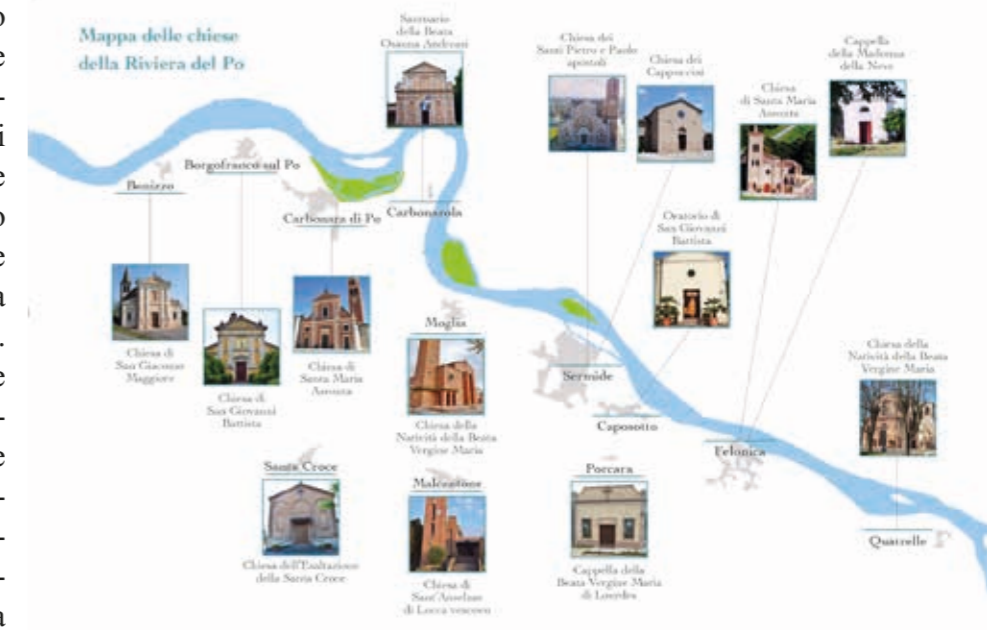 Mappa delle chiese
della Riviera del Po
Santuario
della Beata
Osanna Andreasi
Chiesa dei
Santi Pietro e Paolo
apostoli
Chiesa dei
Cappuccini
Cappella
della Madonna
della Neve
Chiesa
di Santa Maria
Assunta
Bonizzo
Borgofranco sul Po
Carbonara di Po
Carbonarola
Oratorio di
San Giovanni
Battista
Chiesa di
San Giacomo
Maggiore
Chiesa di
San Giovanni
Battista
Chiesa di
Santa Maria
Assunta
Moglia
Chiesa della
Natività della Beata
Vergine Maria
Sermide
Caposotto
Felonica
Chiesa della
Natività della Beata
Vergine Maria
Quatrelle
Santa Croce
Chiesa dell'Esaltazione
della Santa Croce
Malcantone
Chiesa di
Sant'Anselmo
di Lucca vescovo
Porcara
Cappella della
Beata Vergine Maria
di Lourdes